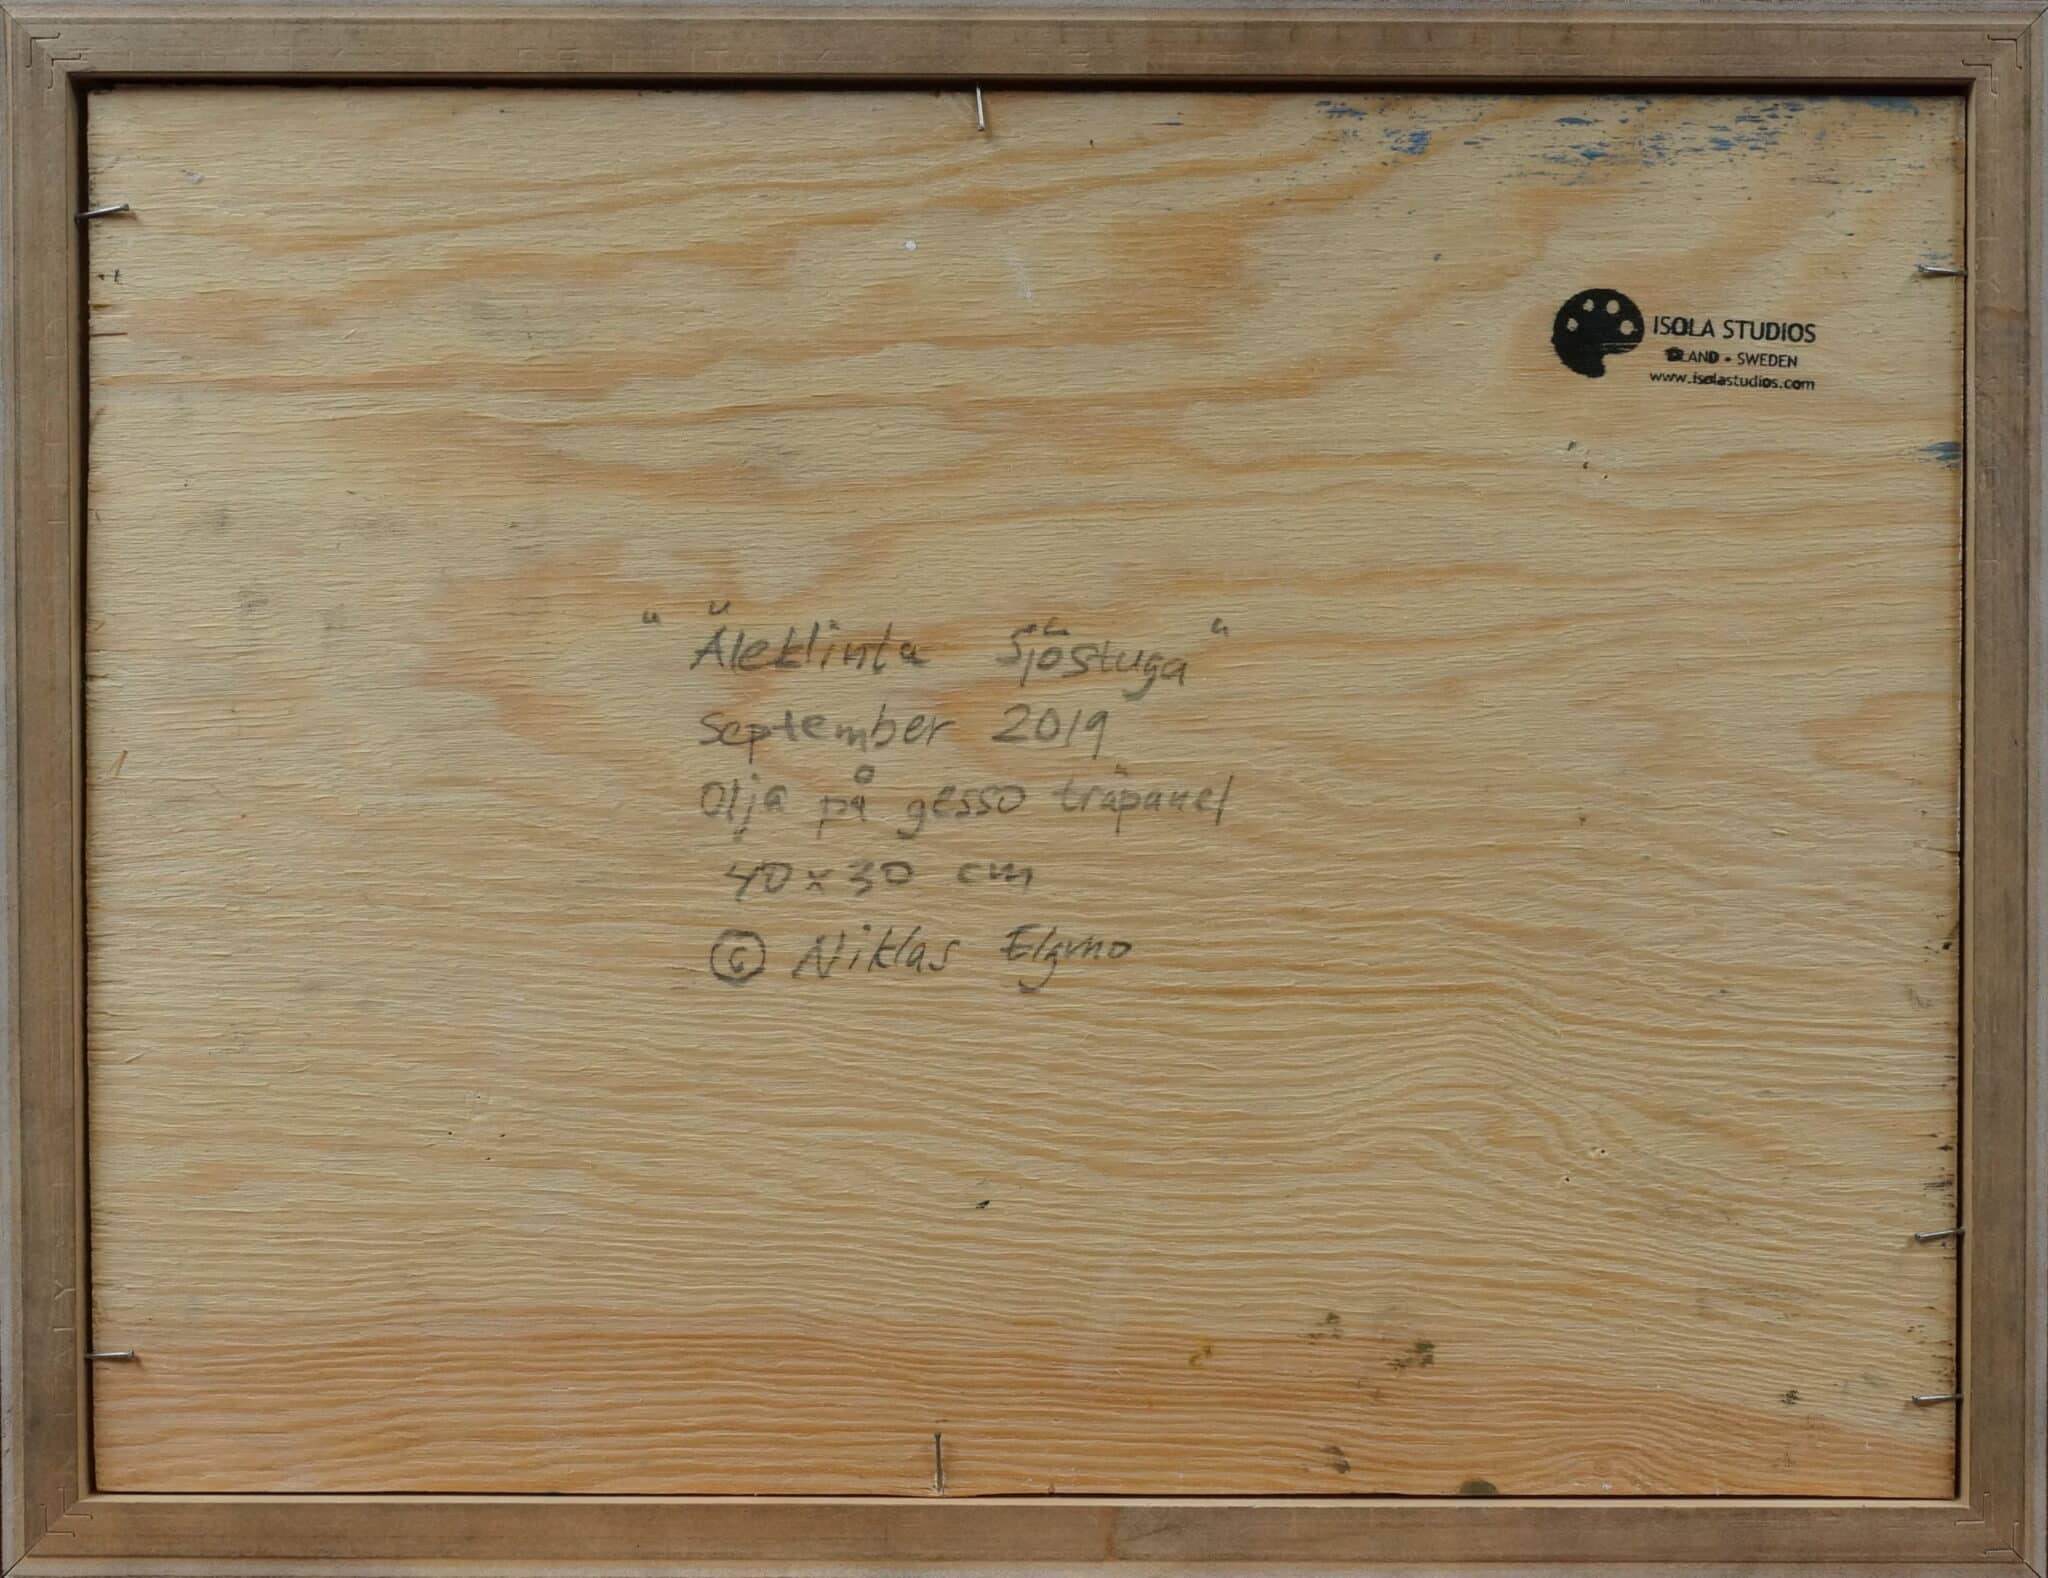 ISOLA STUDIOS
ÖLAND • SWEDEN
www.isolastudios.com
"Äleklinta Sjöstuga"
September 2019
Olja på gesso träpanel
40 x 30 cm
© Niklas Elgmo